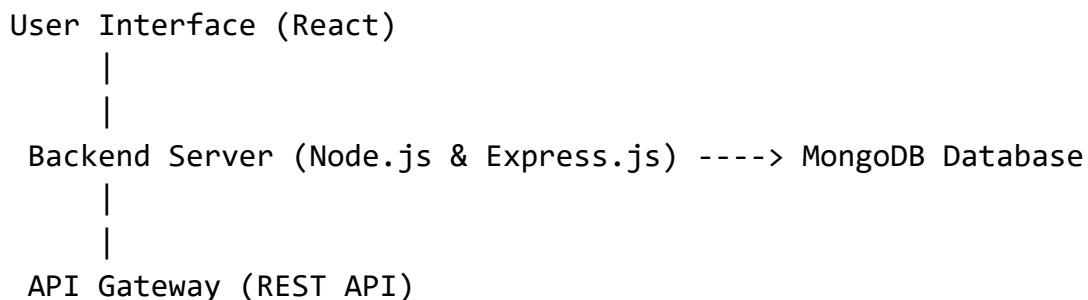 User Interface (React)
|
|
Backend Server (Node.js & Express.js) ----> MongoDB Database
|
|
API Gateway (REST API)